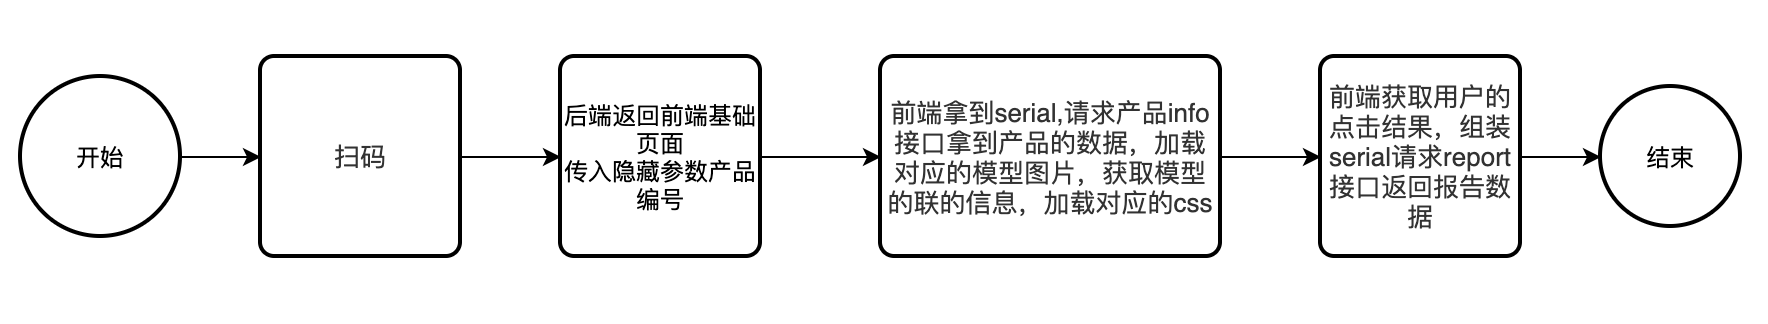 开始
扫码
后端返回前端基础
页面
传入隐藏参数产品
编号
前端拿到serial,请求产品info
接口拿到产品的数据，加载
对应的模型图片，获取模型
的联的信息，加载对应的css
前端获取用户的
点击结果，组装
serial请求report
接口返回报告数
据
结束